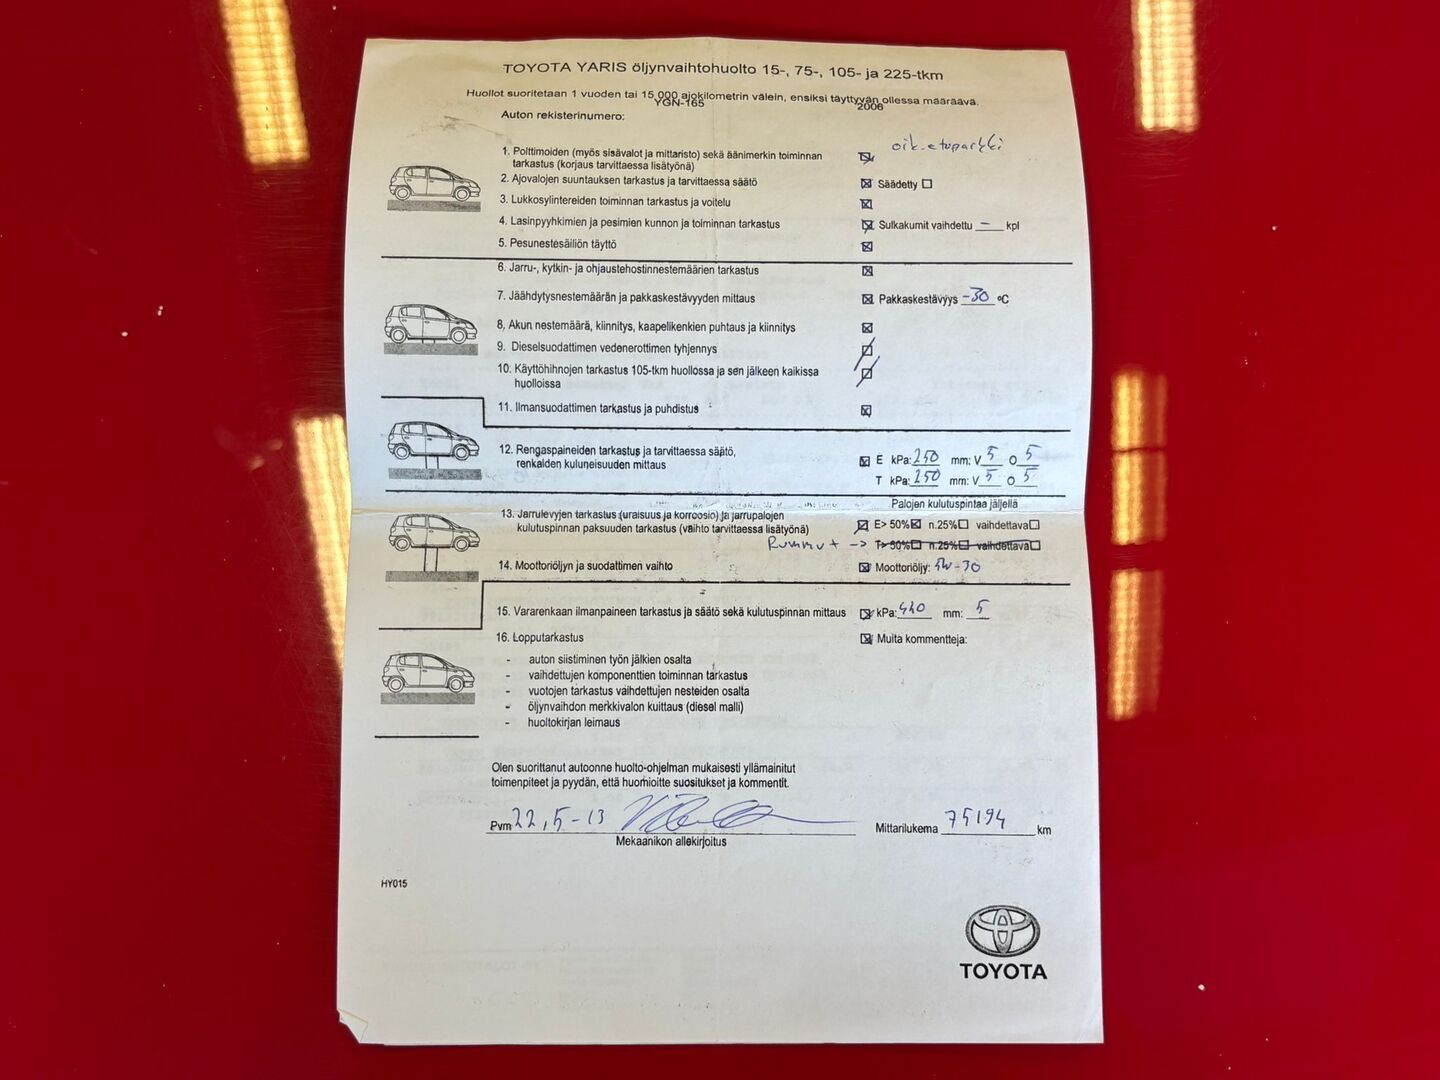 TOYOTA YARIS öljynvaihtohuolto 15-, 75-, 105- ja 225-tkm
Huollot suoritetaan 1 vuoden tai 15 000 ajokilometrin välein, ensiksi täyttyvän ollessa määräävä.
YGN-165 2006
Auton rekisterinumero:
oik.etuparkki
1. Polttimoiden (myös sisävalot ja mittaristo) sekä äänimerkin toiminnan
tarkastus (korjaus tarvittaessa lisätyönä)
2. Ajovalojen suuntauksen tarkastus ja tarvittaessa säätö Säädetty
3. Lukkosylintereiden toiminnan tarkastus ja voitelu
4. Lasinpyyhkimien ja pesimien kunnon ja toiminnan tarkastus Sulkakumit vaihdettu - kpl
5. Pesunestesäiliön täyttö
6. Jarru-, kytkin- ja ohjaustehostinnestemäärien tarkastus
7. Jäähdytysnestemäärän ja pakkaskestävyyden mittaus Pakkaskestävyys -30 °C
8, Akun nestemäärä, kiinnitys, kaapelikenkien puhtaus ja kiinnitys
9. Dieselsuodattimen vedenerottimen tyhjennys
10. Käyttöhihnojen tarkastus 105-tkm huollossa ja sen jälkeen kaikissa
huolloissa
11. Ilmansuodattimen tarkastus ja puhdistus
12. Rengaspaineiden tarkastus ja tarvittaessa säätö,
renkaiden kuluneisuuden mittaus
E kPa: 250 mm: V 5 O 5
T kPa: 250 mm: V 5 O 5
Palojen kulutuspintaa jäljellä
13. Jarrulevyjen tarkastus (uraisuus ja korroosio) ja jarrupalojen
kulutuspinnan paksuuden tarkastus (vaihto tarvittaessa lisätyönä) E> 50% n.25% vaihdettava
Rummut -> T> 50% n.25% vaihdettava
14. Moottoriöljyn ja suodattimen vaihto Moottoriöljy: 5W-30
15. Vararenkaan ilmanpaineen tarkastus ja säätö sekä kulutuspinnan mittaus kPa: 420 mm: 5
16. Lopputarkastus Muita kommentteja:
- auton siistiminen työn jälkien osalta
- vaihdettujen komponenttien toiminnan tarkastus
- vuotojen tarkastus vaihdettujen nesteiden osalta
- öljynvaihdon merkkivalon kuittaus (diesel malli)
- huoltokirjan leimaus
Olen suorittanut autoonne huolto-ohjelman mukaisesti yllämainitut
toimenpiteet ja pyydän, että huomioitte suositukset ja kommentit.
Pvm 22,5-13 Mittarilukema 75194 km
Mekaanikon allekirjoitus
HY015
TOYOTA